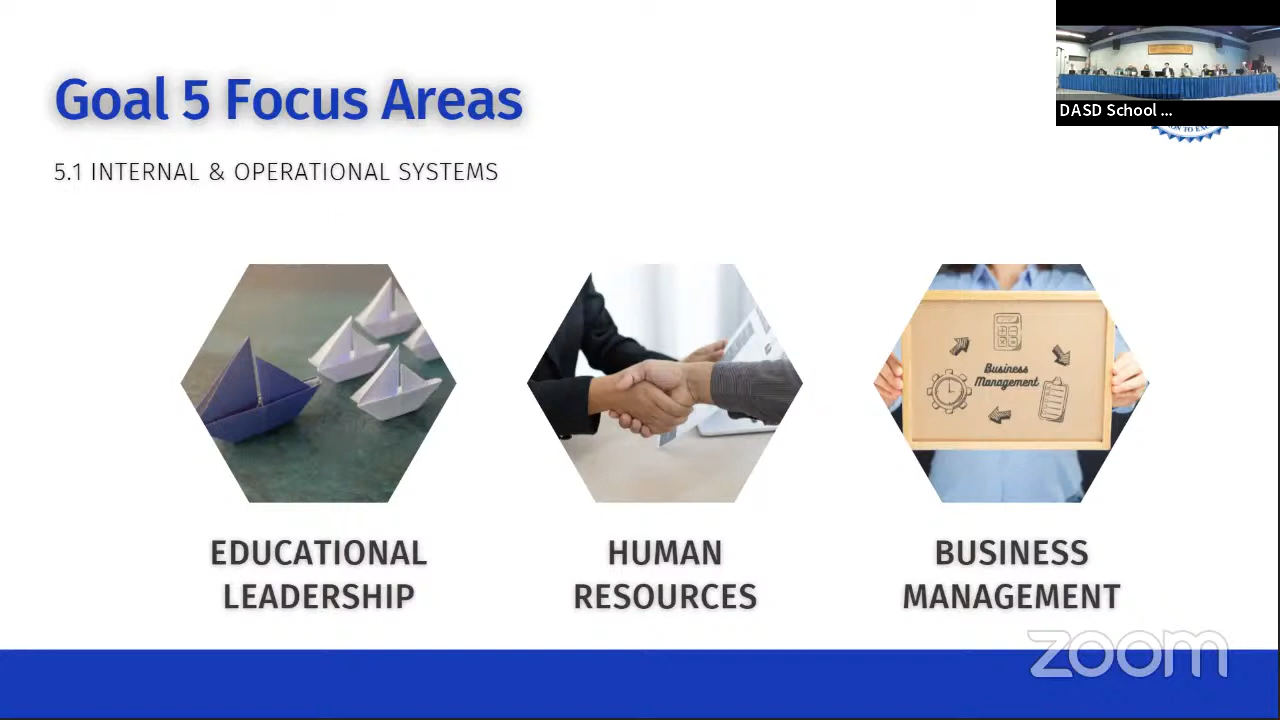 Goal 5 Focus Areas
5.1 INTERNAL & OPERATIONAL SYSTEMS
DASD School ...
Business
Management
EDUCATIONAL
LEADERSHIP
HUMAN
RESOURCES
BUSINESS
MANAGEMENT
zoom